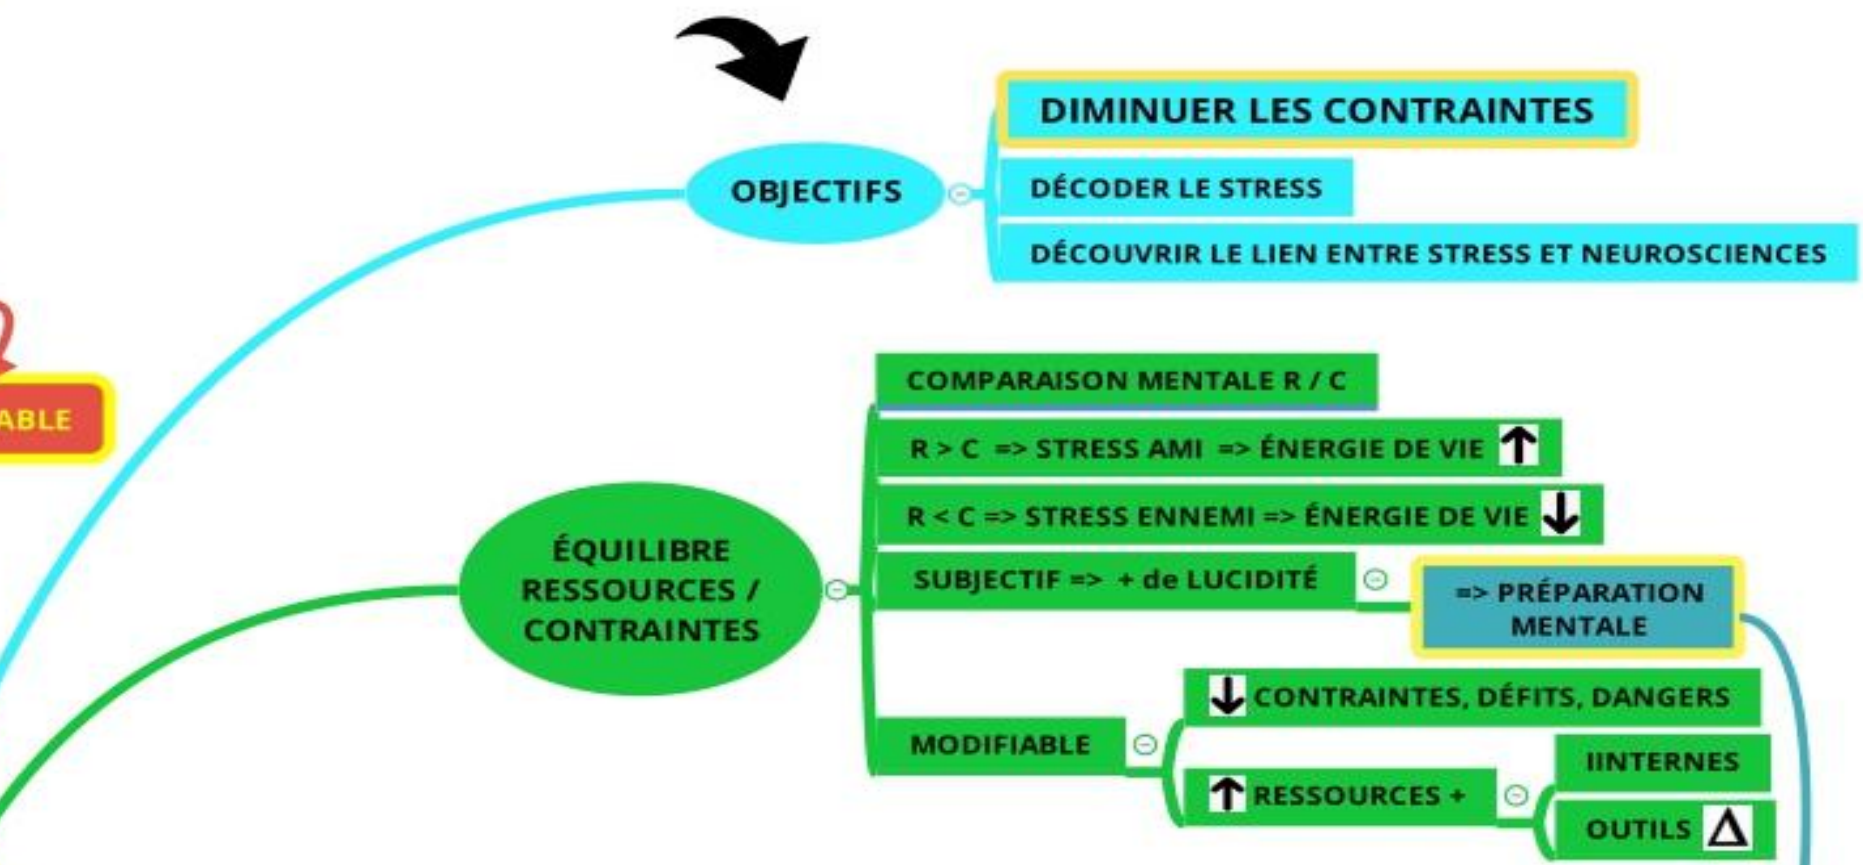 OBJECTIFS
DIMINUER LES CONTRAINTES
DÉCODER LE STRESS
DÉCOUVRIR LE LIEN ENTRE STRESS ET NEUROSCIENCES
ABLE
ÉQUILIBRE
RESSOURCES /
CONTRAINTES
COMPARAISON MENTALE R / C
R > C => STRESS AMI => ÉNERGIE DE VIE ↑
R < C => STRESS ENNEMI => ÉNERGIE DE VIE ↓
SUBJECTIF => + de LUCIDITÉ
=> PRÉPARATION
MENTALE
MODIFIABLE
↓ CONTRAINTES, DÉFITS, DANGERS
↑ RESSOURCES +
IINTERNES
OUTILS Δ